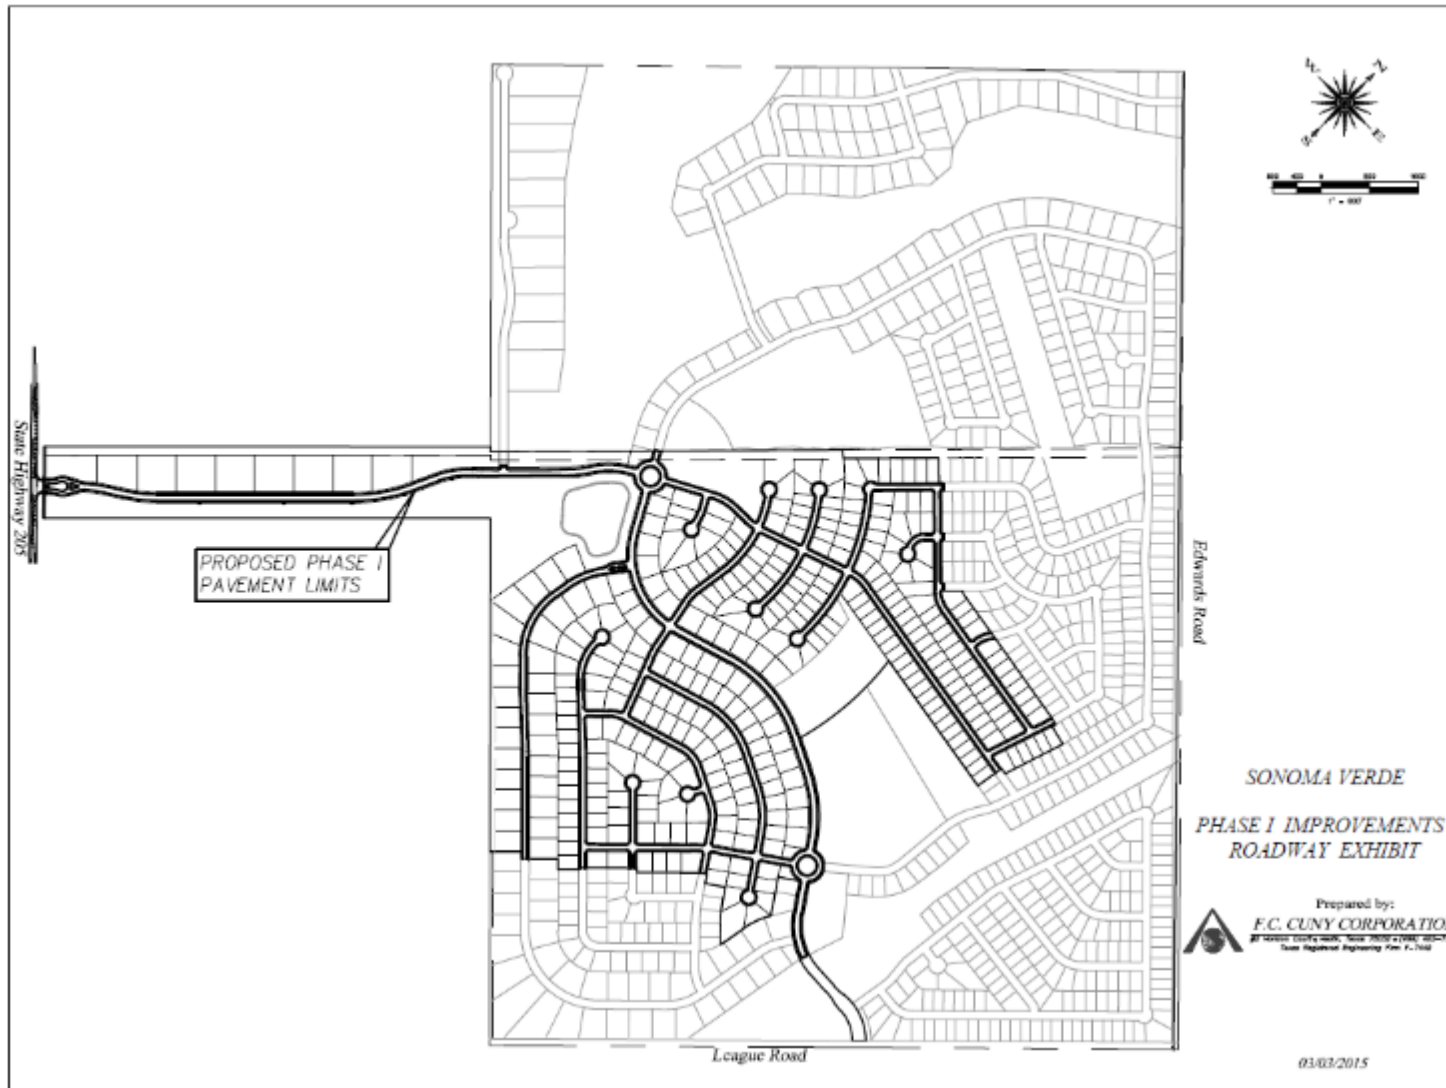 W
N
S
E
State Highway 205
PROPOSED PHASE I
PAVEMENT LIMITS
Edwards Road
SONOMA VERDE
PHASE I IMPROVEMENTS
ROADWAY EXHIBIT
Prepared by:
F.C. CUNY CORPORATIO
League Road
03/03/2015